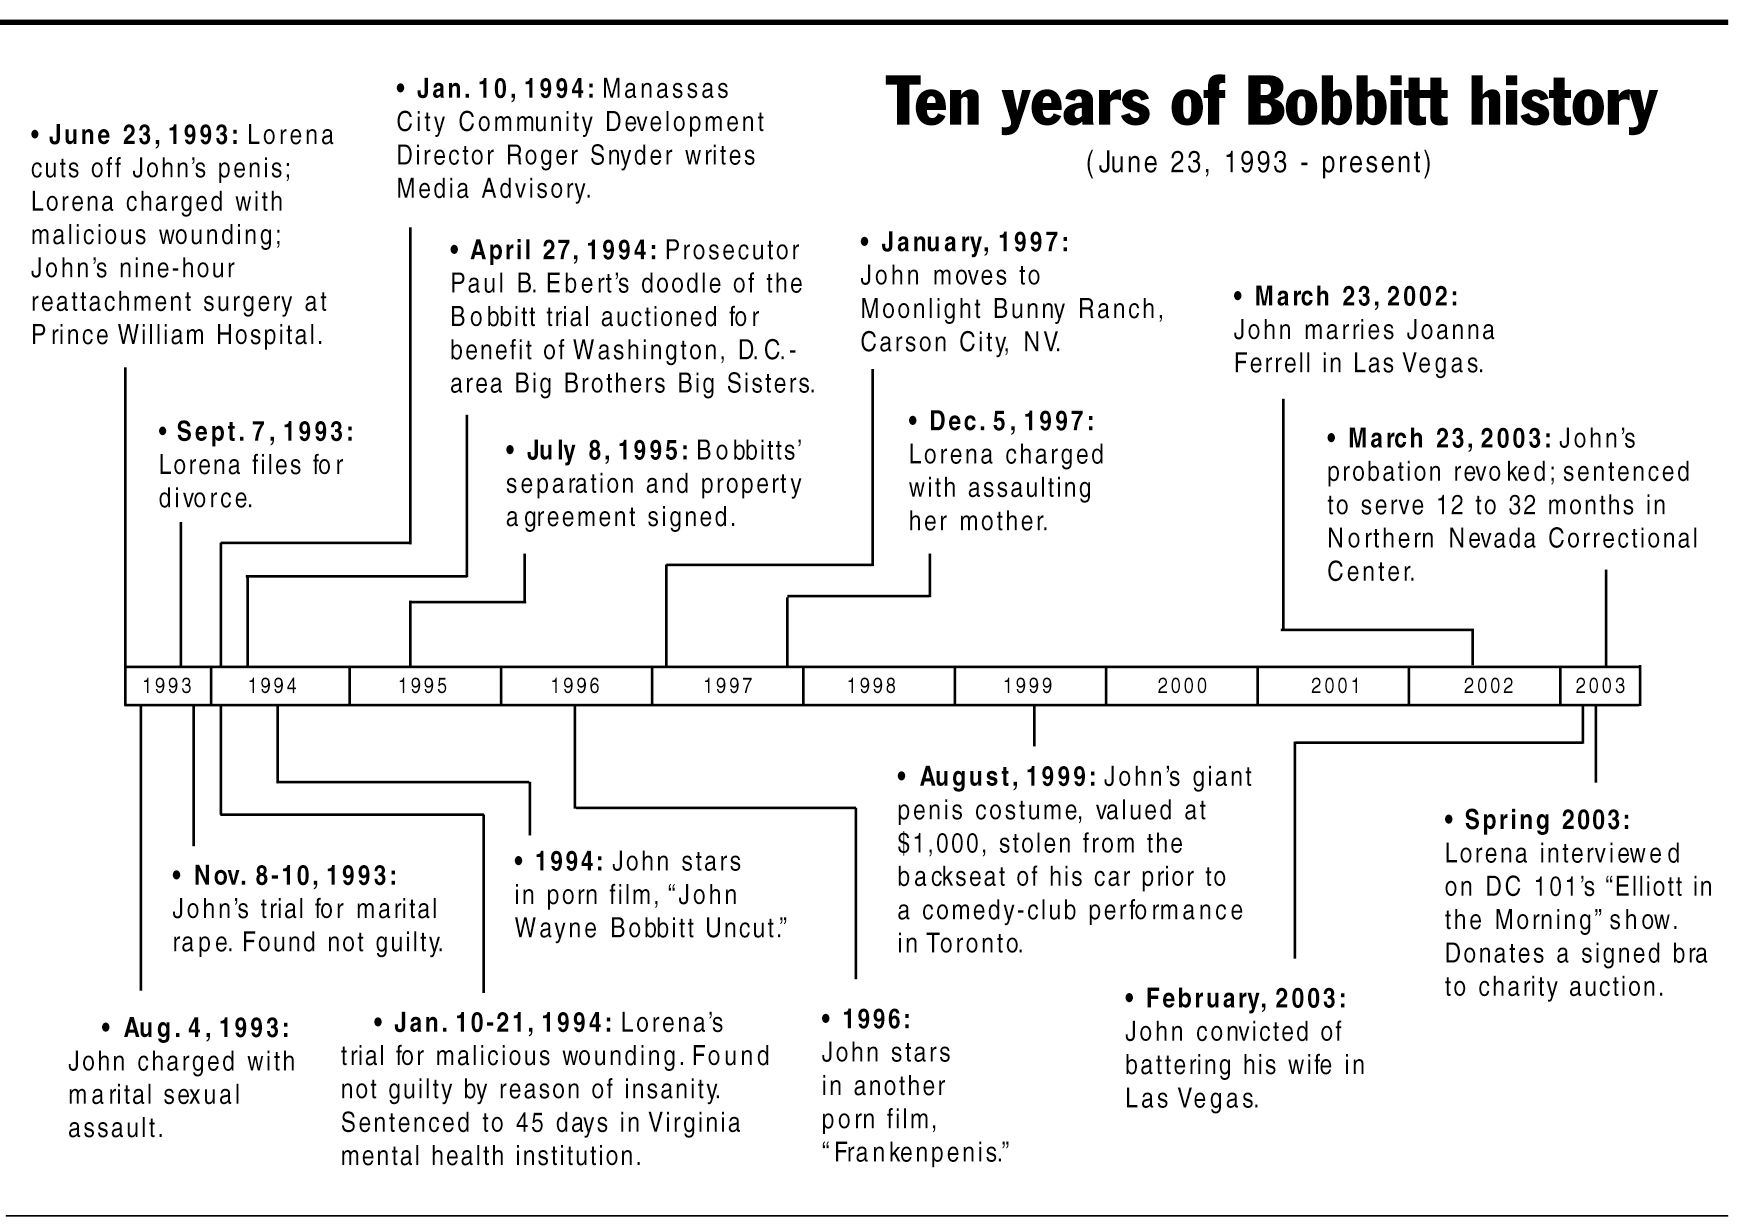 Ten years of Bobbitt history
(June 23, 1993 - present)
• June 23, 1993: Lorena
cuts off John's penis;
Lorena charged with
malicious wounding;
John's nine-hour
reattachment surgery at
Prince William Hospital.
• Sept. 7, 1993:
Lorena files for
divorce.
• Jan. 10, 1994: Manassas
City Community Development
Director Roger Snyder writes
Media Advisory.
• April 27, 1994: Prosecutor
Paul B. Ebert's doodle of the
Bobbitt trial auctioned for
benefit of Washington, D.C.-
area Big Brothers Big Sisters.
• July 8, 1995: Bobbitts'
separation and property
agreement signed.
• January, 1997:
John moves to
Moonlight Bunny Ranch,
Carson City, NV.
• Dec. 5, 1997:
Lorena charged
with assaulting
her mother.
• March 23, 2002:
John marries Joanna
Ferrell in Las Vegas.
• March 23, 2003: John's
probation revoked; sentenced
to serve 12 to 32 months in
Northern Nevada Correctional
Center.
1993 1994 1995 1996 1997 1998 1999 2000 2001 2002 2003
• Aug. 4, 1993:
John charged with
marital sexual
assault.
• Nov. 8-10, 1993:
John's trial for marital
rape. Found not guilty.
• Jan. 10-21, 1994: Lorena's
trial for malicious wounding. Found
not guilty by reason of insanity.
Sentenced to 45 days in Virginia
mental health institution.
• 1994: John stars
in porn film, “John
Wayne Bobbitt Uncut.”
• 1996:
John stars
in another
porn film,
“Frankenpenis.”
• August, 1999: John's giant
penis costume, valued at
$1,000, stolen from the
backseat of his car prior to
a comedy-club performance
in Toronto.
• February, 2003:
John convicted of
battering his wife in
Las Vegas.
• Spring 2003:
Lorena interviewed
on DC 101's “Elliott in
the Morning” show.
Donates a signed bra
to charity auction.